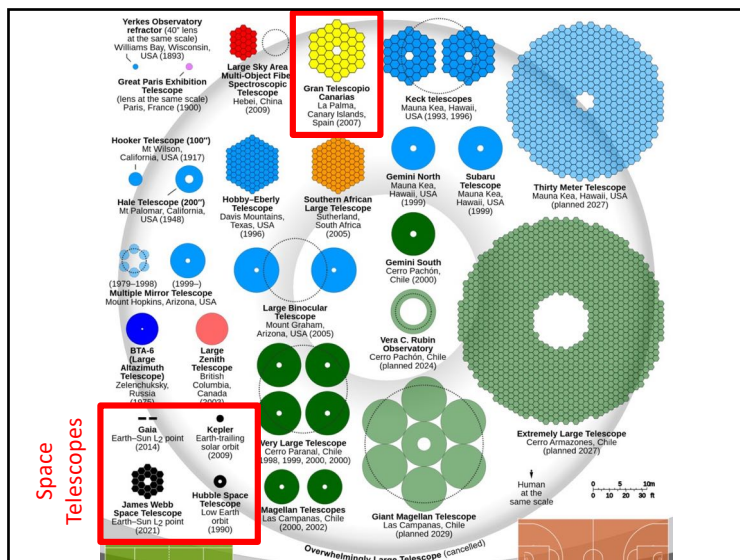 Yerkes Observatory
refractor (40″ lens
at the same scale)
Williams Bay, Wisconsin,
USA (1893)
Great Paris Exhibition
Telescope
(lens at the same scale)
Paris, France (1900)
Large Sky Area
Multi-Object Fiber
Spectroscopic
Telescope
Hebei, China
(2009)
Gran Telescopio
Canarias
La Palma,
Canary Islands,
Spain (2007)
Keck telescopes
Mauna Kea, Hawaii,
USA (1993, 1996)
Thirty Meter Telescope
Mauna Kea, Hawaii, USA
(planned 2027)
Hooker Telescope (100″)
Mt Wilson,
California, USA (1917)
Hale Telescope (200″)
Mt Palomar, California,
USA (1948)
Hobby–Eberly
Telescope
Davis Mountains,
Texas, USA
(1996)
Southern African
Large Telescope
Sutherland,
South Africa
(2005)
Gemini North
Mauna Kea,
Hawaii, USA
(1999)
Subaru
Telescope
Mauna Kea,
Hawaii, USA
(1999)
Gemini South
Cerro Pachón,
Chile (2000)
(1979–1998) (1999–)
Multiple Mirror Telescope
Mount Hopkins, Arizona, USA
Large Binocular
Telescope
Mount Graham,
Arizona, USA (2005)
Vera C. Rubin
Observatory
Cerro Pachón, Chile
(planned 2024)
BTA-6
(Large
Altazimuth
Telescope)
Zelenchuksky,
Russia
(1975)
Large
Zenith
Telescope
British
Columbia,
Canada
(2003)
Extremely Large Telescope
Cerro Armazones, Chile
(planned 2027)
Space
Telescopes
Gaia
Earth–Sun L2 point
(2014)
Kepler
Earth-trailing
solar orbit
(2009)
James Webb
Space Telescope
Earth–Sun L2 point
(2021)
Hubble Space
Telescope
Low Earth
orbit
(1990)
Very Large Telescope
Cerro Paranal, Chile
(1998, 1999, 2000, 2000)
Magellan Telescopes
Las Campanas, Chile
(2000, 2002)
Giant Magellan Telescope
Las Campanas, Chile
(planned 2029)
Human
at the
same scale
0 5 10m
0 10 20 30 ft
Overwhelmingly Large Telescope (cancelled)